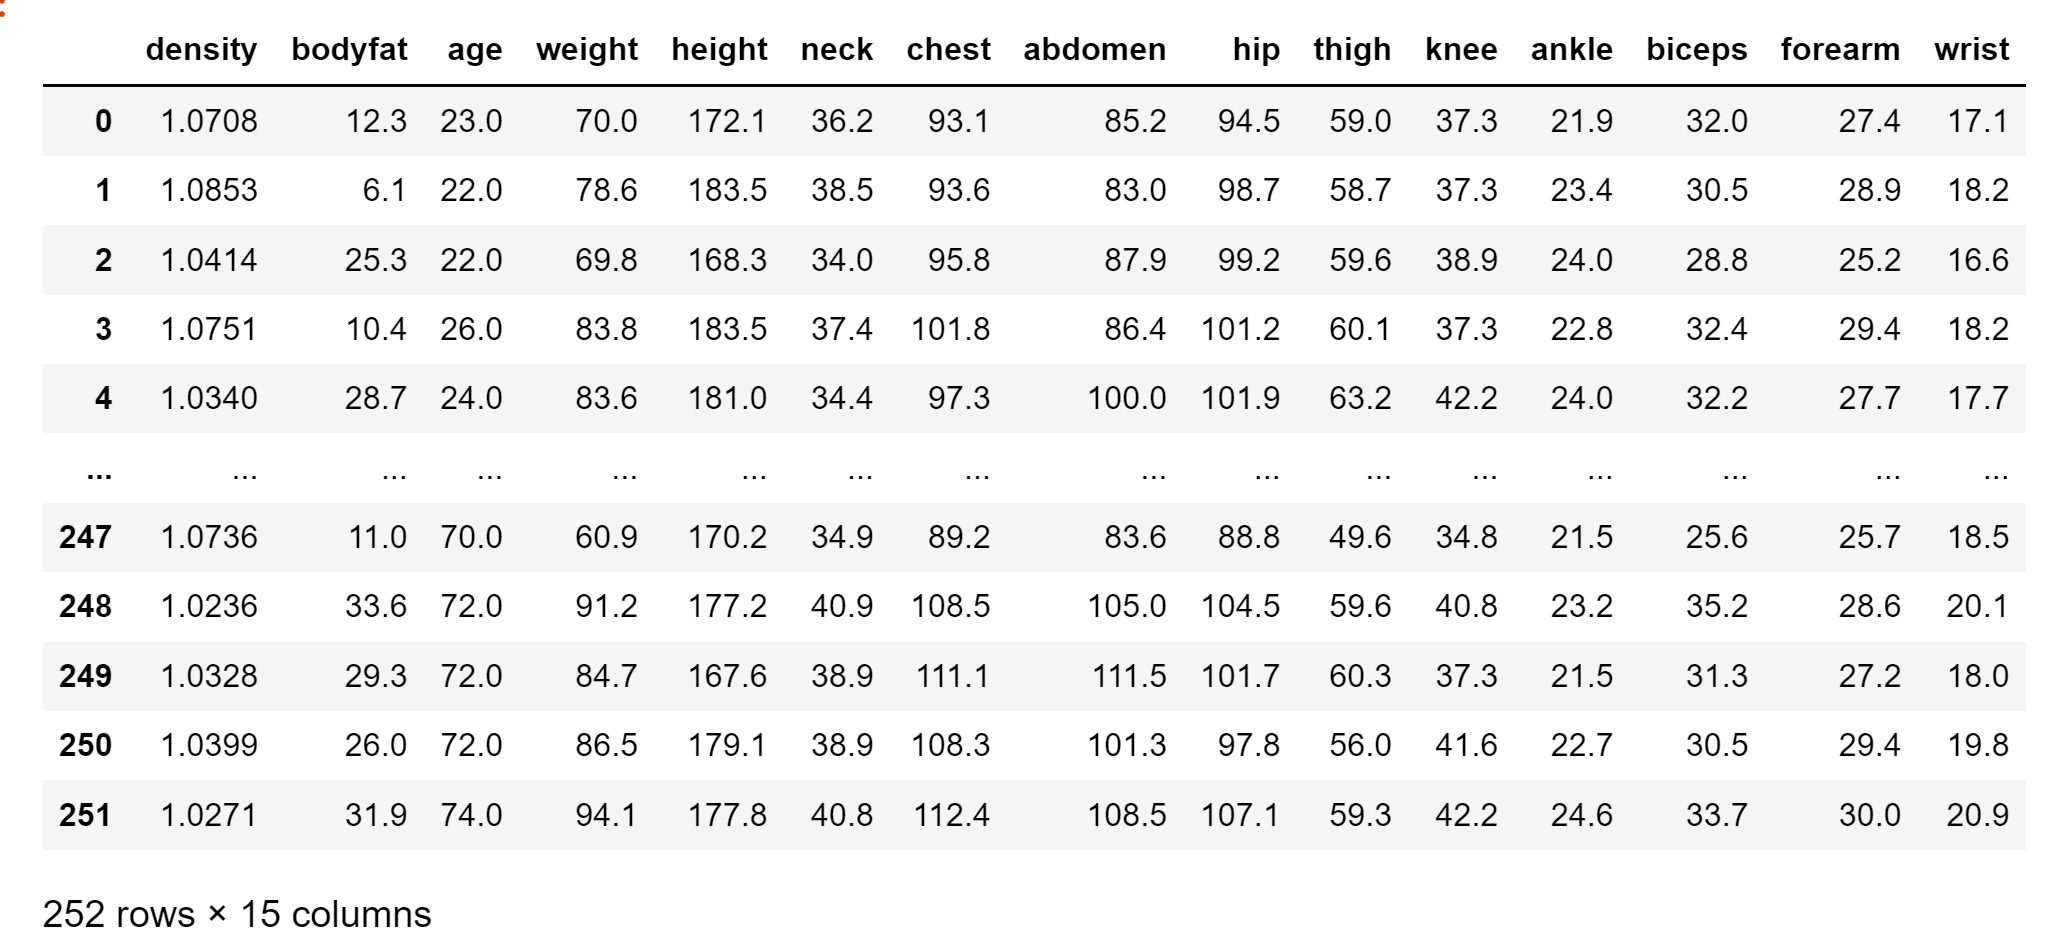 density bodyfat age weight height neck chest abdomen hip thigh knee ankle biceps forearm wrist
0 1.0708 12.3 23.0 70.0 172.1 36.2 93.1 85.2 94.5 59.0 37.3 21.9 32.0 27.4 17.1
1 1.0853 6.1 22.0 78.6 183.5 38.5 93.6 83.0 98.7 58.7 37.3 23.4 30.5 28.9 18.2
2 1.0414 25.3 22.0 69.8 168.3 34.0 95.8 87.9 99.2 59.6 38.9 24.0 28.8 25.2 16.6
3 1.0751 10.4 26.0 83.8 183.5 37.4 101.8 86.4 101.2 60.1 37.3 22.8 32.4 29.4 18.2
4 1.0340 28.7 24.0 83.6 181.0 34.4 97.3 100.0 101.9 63.2 42.2 24.0 32.2 27.7 17.7
... ... ... ... ... ... ... ... ... ... ... ... ... ... ... ...
247 1.0736 11.0 70.0 60.9 170.2 34.9 89.2 83.6 88.8 49.6 34.8 21.5 25.6 25.7 18.5
248 1.0236 33.6 72.0 91.2 177.2 40.9 108.5 105.0 104.5 59.6 40.8 23.2 35.2 28.6 20.1
249 1.0328 29.3 72.0 84.7 167.6 38.9 111.1 111.5 101.7 60.3 37.3 21.5 31.3 27.2 18.0
250 1.0399 26.0 72.0 86.5 179.1 38.9 108.3 101.3 97.8 56.0 41.6 22.7 30.5 29.4 19.8
251 1.0271 31.9 74.0 94.1 177.8 40.8 112.4 108.5 107.1 59.3 42.2 24.6 33.7 30.0 20.9
252 rows × 15 columns